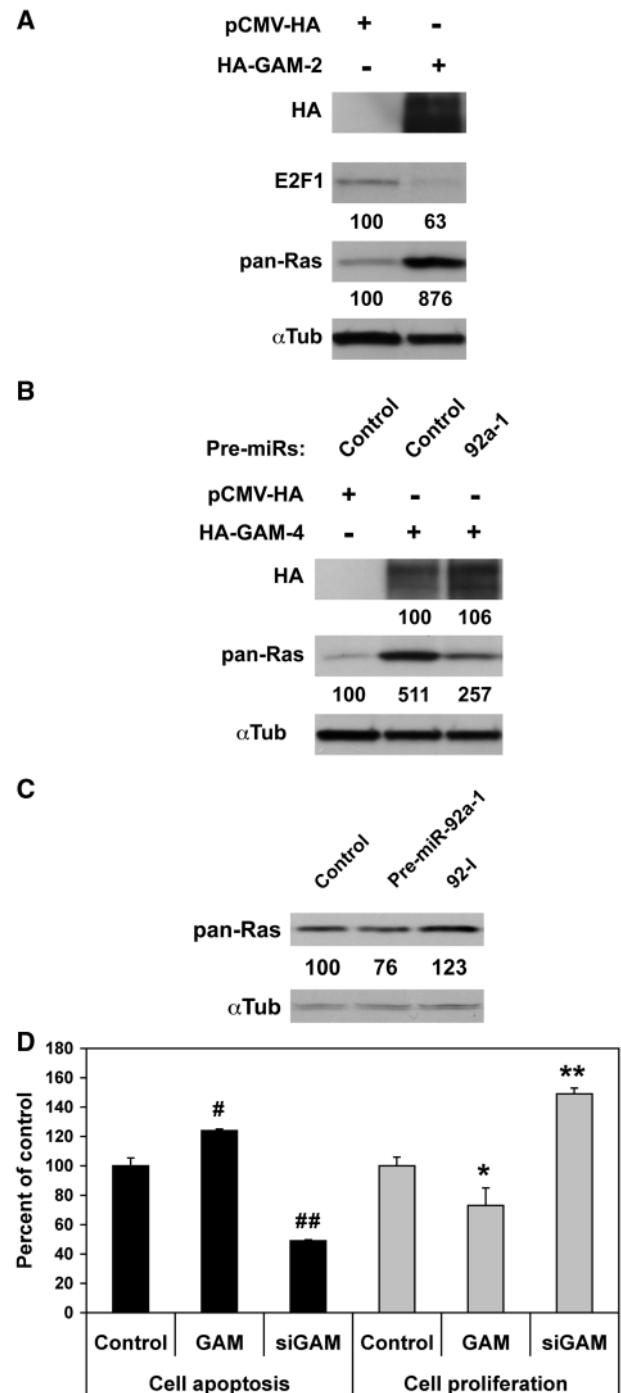 A
pCMV-HA + -
HA-GAM-2 - +
HA
E2F1
100 63
pan-Ras
100 876
αTub
B
Pre-miRs: Control Control 92a-1
pCMV-HA + - -
HA-GAM-4 - + +
HA
100 106
pan-Ras
100 511 257
αTub
C
Control Pre-miR-92a-1 92-I
pan-Ras
100 76 123
αTub
D
Percent of control
180
160
140
120
100
80
60
40
20
0
# ## * **
Control GAM siGAM Control GAM siGAM
Cell apoptosis Cell proliferation